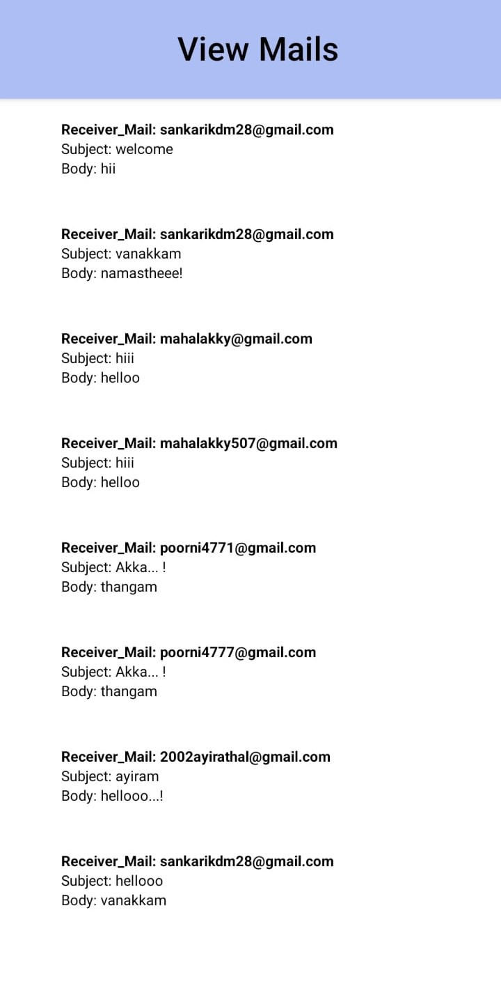 View Mails
Receiver_Mail: sankarikdm28@gmail.com
Subject: welcome
Body: hii
Receiver_Mail: sankarikdm28@gmail.com
Subject: vanakkam
Body: namastheee!
Receiver_Mail: mahalakky@gmail.com
Subject: hiii
Body: helloo
Receiver_Mail: mahalakky507@gmail.com
Subject: hiii
Body: helloo
Receiver_Mail: poorni4771@gmail.com
Subject: Akka... !
Body: thangam
Receiver_Mail: poorni4777@gmail.com
Subject: Akka... !
Body: thangam
Receiver_Mail: 2002ayirathal@gmail.com
Subject: ayiram
Body: hellooo...!
Receiver_Mail: sankarikdm28@gmail.com
Subject: hellooo
Body: vanakkam